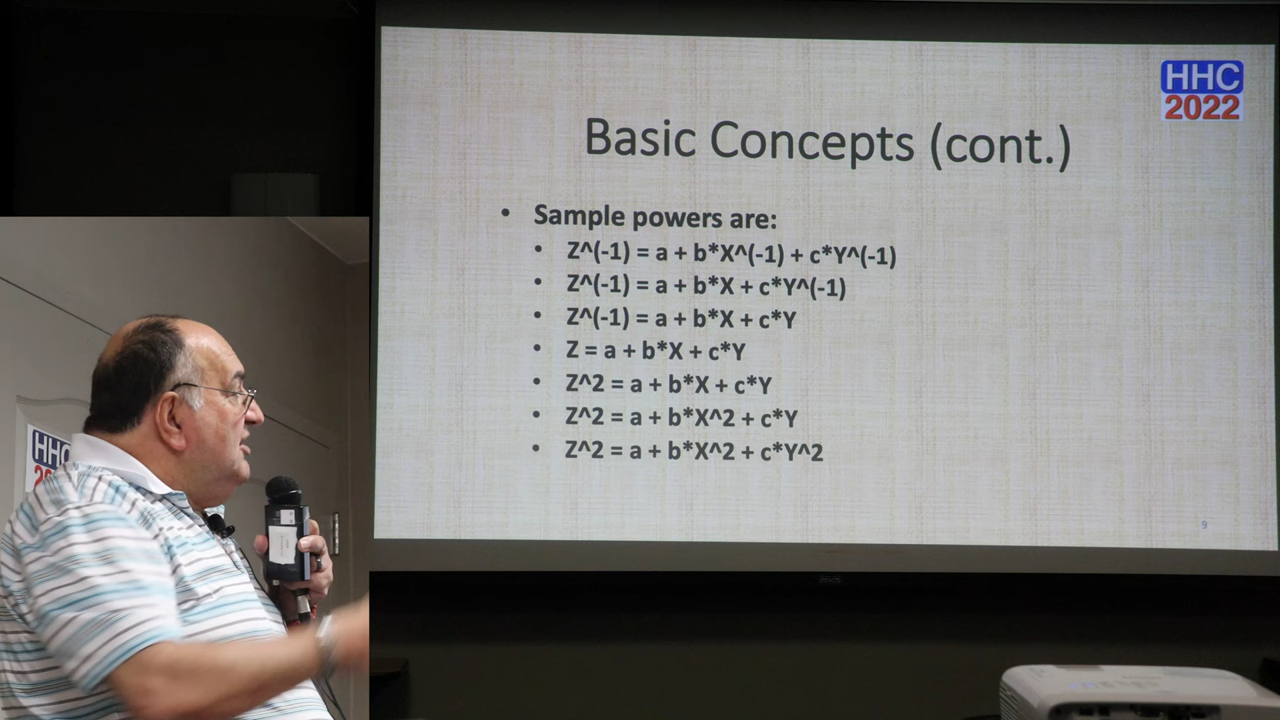 HHC
2022
Basic Concepts (cont.)
• Sample powers are:
• Z^(-1) = a + b*X^(-1) + c*Y^(-1)
• Z^(-1) = a + b*X + c*Y^(-1)
• Z^(-1) = a + b*X + c*Y
• Z = a + b*X + c*Y
• Z^2 = a + b*X + c*Y
• Z^2 = a + b*X^2 + c*Y
• Z^2 = a + b*X^2 + c*Y^2
9
HHC